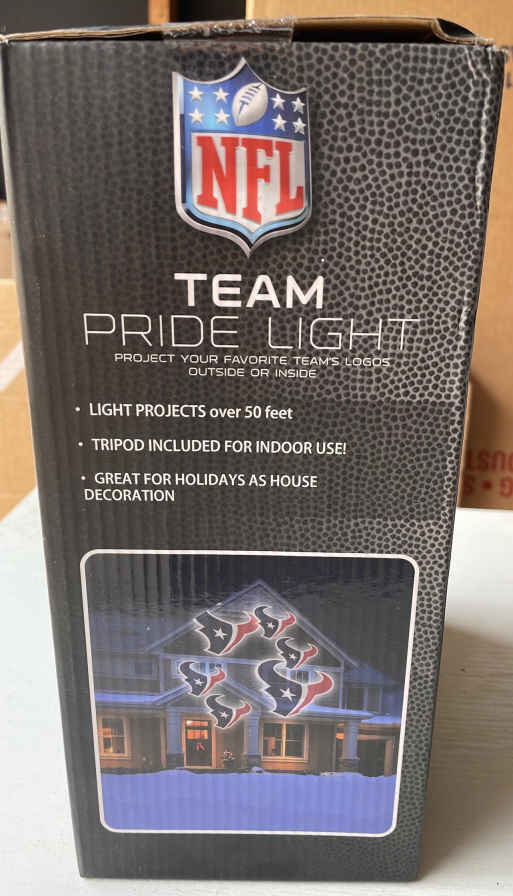 NFL
TEAM
PRIDE LIGHT
PROJECT YOUR FAVORITE TEAM'S LOGOS
OUTSIDE OR INSIDE
• LIGHT PROJECTS over 50 feet
• TRIPOD INCLUDED FOR INDOOR USE!
• GREAT FOR HOLIDAYS AS HOUSE
DECORATION